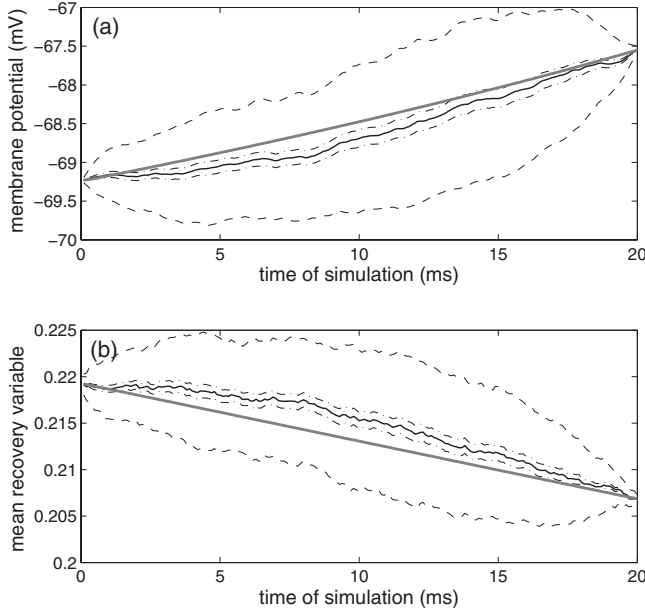 (a)
membrane potential (mV)
−67
−67.5
−68
−68.5
−69
−69.5
−70
0 5 10 15 20
time of simulation (ms)
(b)
mean recovery variable
0.225
0.22
0.215
0.21
0.205
0.2
0 5 10 15 20
time of simulation (ms)